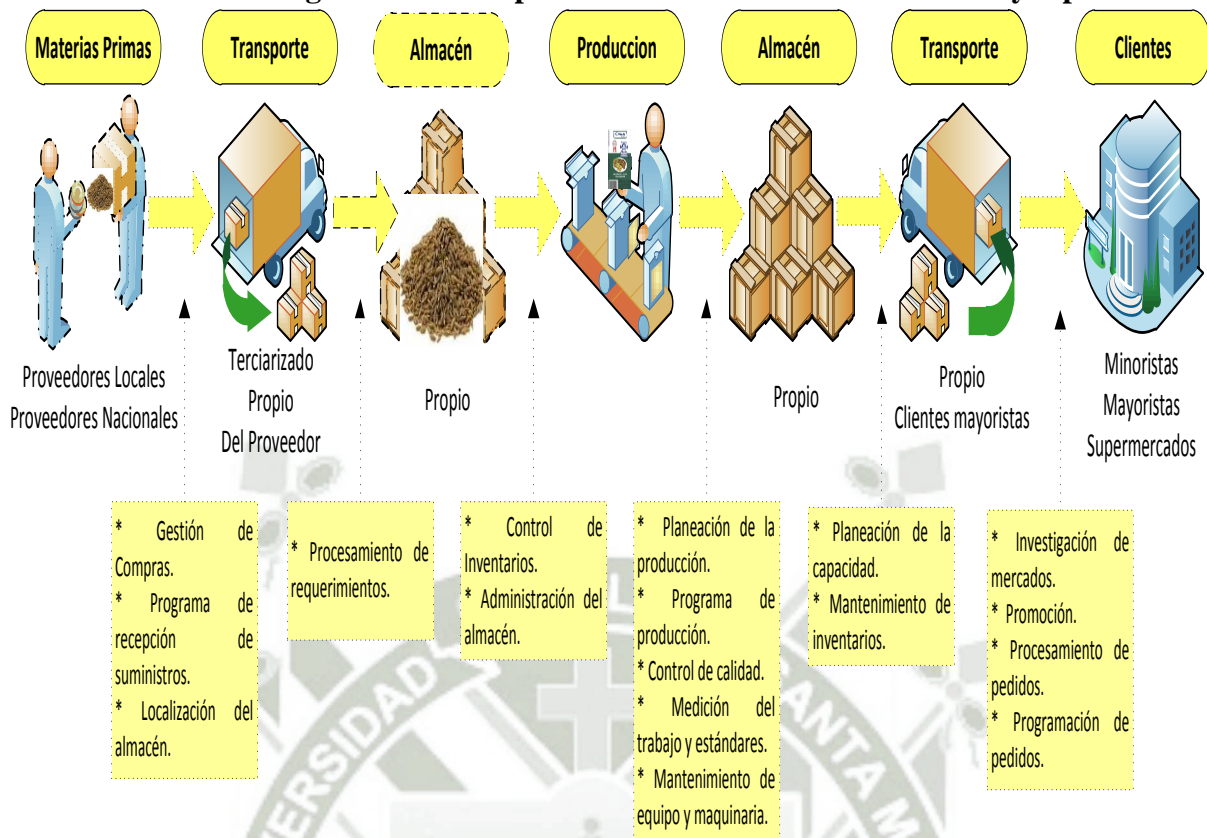 Materias Primas
Transporte
Almacén
Produccion
Almacén
Transporte
Clientes
Proveedores Locales
Proveedores Nacionales
Terciarizado
Propio
Del Proveedor
Propio
Propio
Propio
Clientes mayoristas
Minoristas
Mayoristas
Supermercados
* Gestión de
Compras.
* Programa de
recepción de
suministros.
* Localización del
almacén.
* Procesamiento de
requerimientos.
* Control de
Inventarios.
* Administración del
almacén.
* Planeación de la
producción.
* Programa de
producción.
* Control de calidad.
* Medición del
trabajo y estándares.
* Mantenimiento de
equipo y maquinaria.
* Planeación de la
capacidad.
* Mantenimiento de
inventarios.
* Investigación de
mercados.
* Promoción.
* Procesamiento de
pedidos.
* Programación de
pedidos.